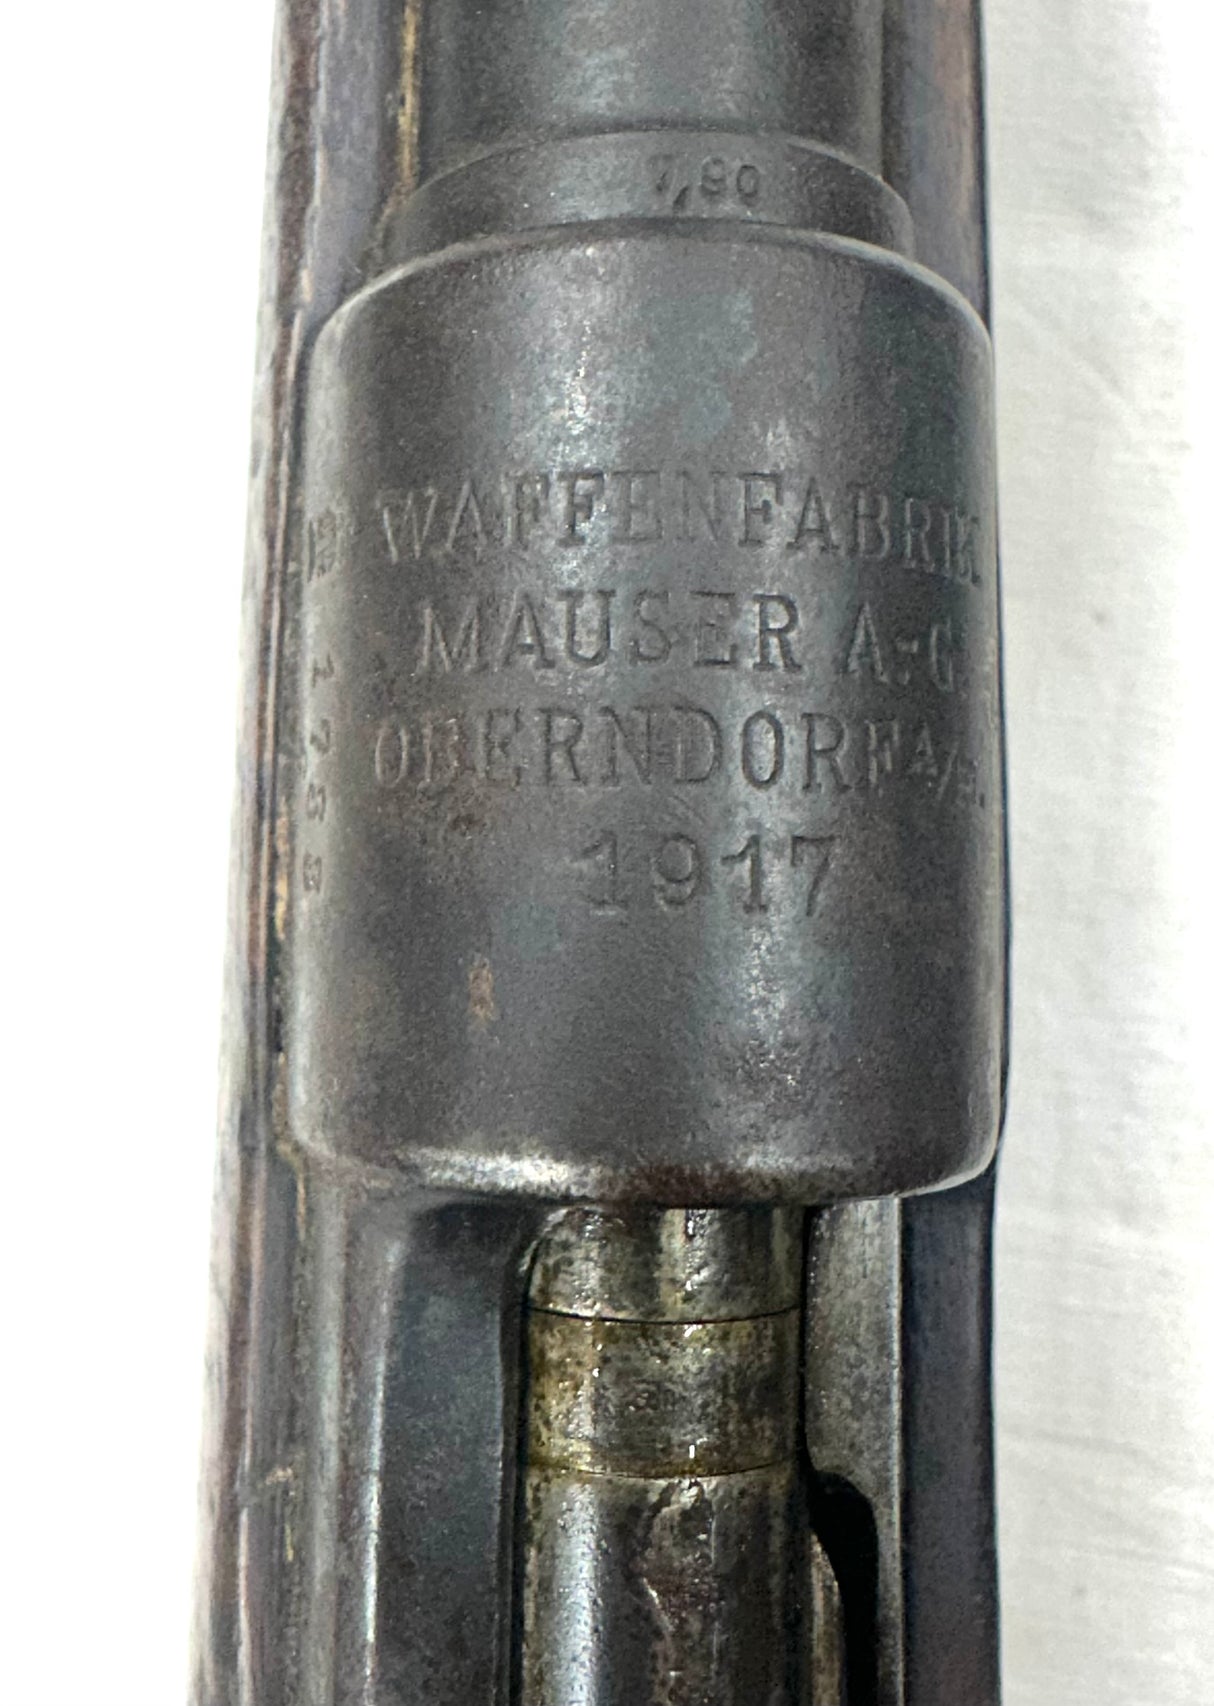 7,90
WAFFENFABRIK
MAUSER A.-G
OBERNDORF A/N.
1917